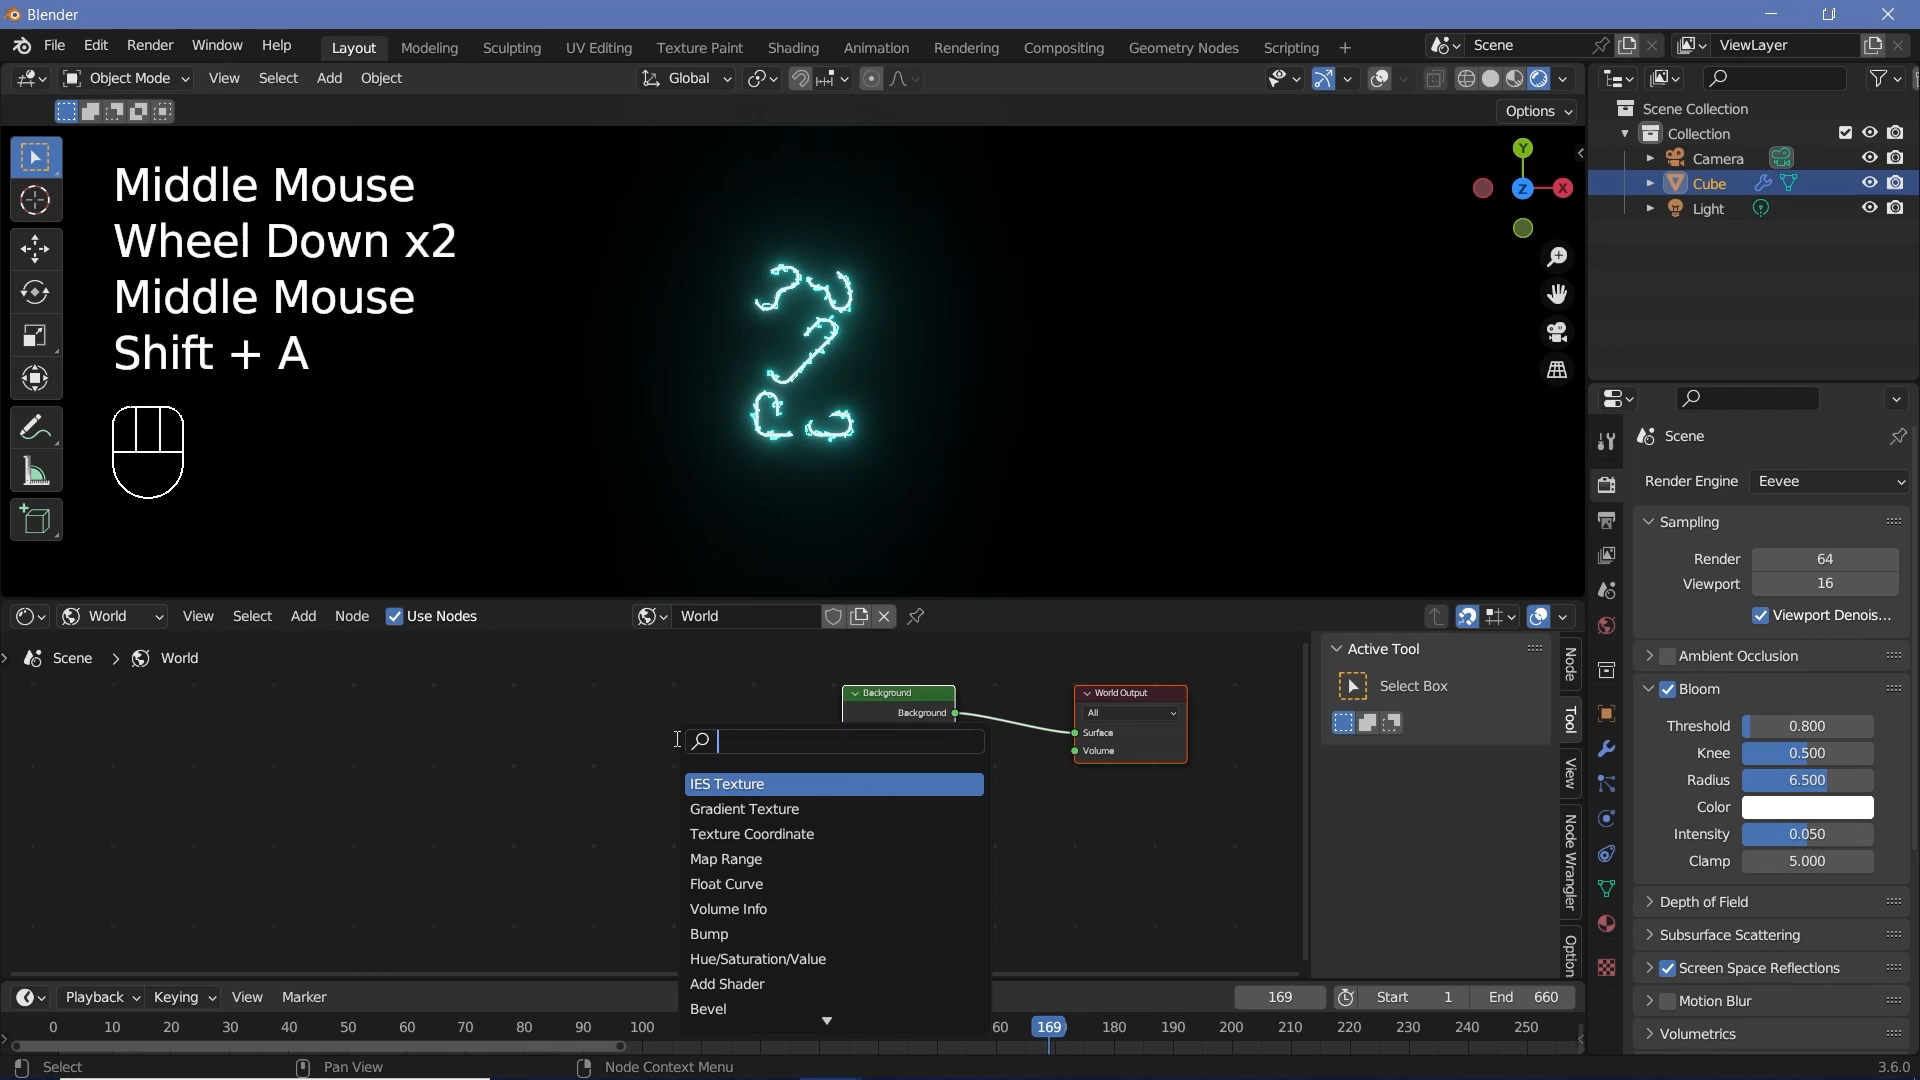 Blender
File Edit Render Window Help
Layout Modeling Sculpting UV Editing Texture Paint Shading Animation Rendering Compositing Geometry Nodes Scripting +
Scene
ViewLayer
Object Mode View Select Add Object
Global
Options
Middle Mouse
Wheel Down x2
Middle Mouse
Shift + A
Y
Z
X
Scene Collection
Collection
Camera
Cube
Light
Scene
Render Engine Eevee
Sampling
Render 64
Viewport 16
Viewport Denois...
Ambient Occlusion
Bloom
Threshold 0.800
Knee 0.500
Radius 6.500
Color
Intensity 0.050
Clamp 5.000
Depth of Field
Subsurface Scattering
Screen Space Reflections
Motion Blur
Volumetrics
World View Select Add Node Use Nodes
World
Scene > World
Background
Background
World Output
All
Surface
Volume
IES Texture
Gradient Texture
Texture Coordinate
Map Range
Float Curve
Volume Info
Bump
Hue/Saturation/Value
Add Shader
Bevel
Active Tool
Select Box
Node
Tool
View
Node Wrangler
Option
Playback Keying View Marker
169 Start 1 End 660
0 10 20 30 40 50 60 70 80 90 100 60 169 180 190 200 210 220 230 240 250
Select Pan View Node Context Menu 3.6.0